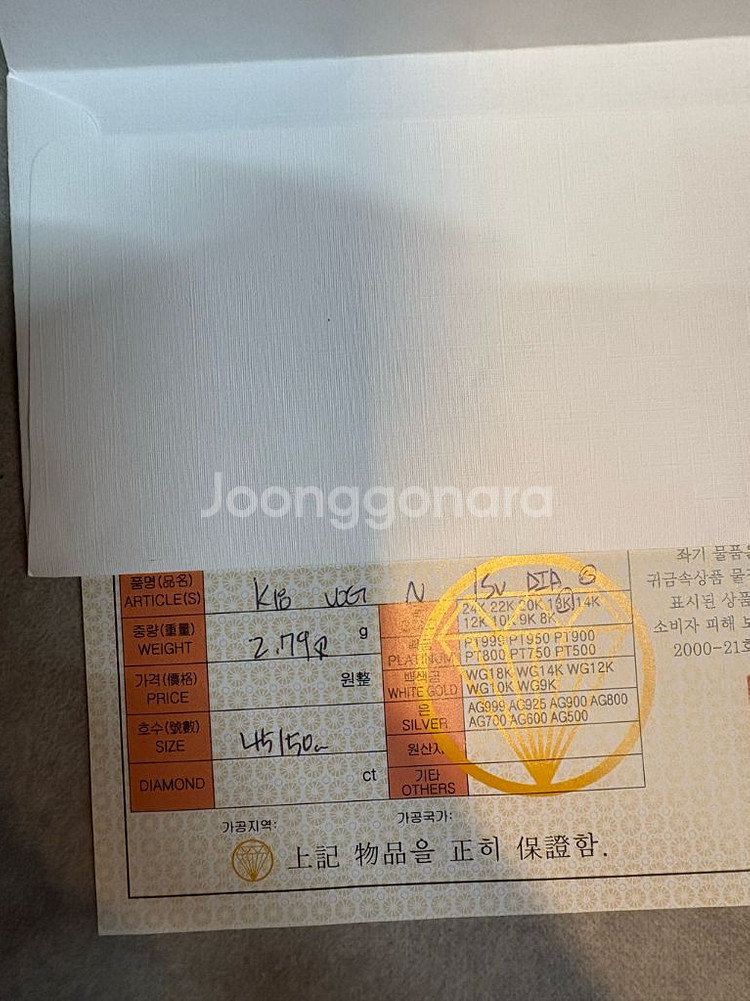 Joonggonara
품명(品名)
ARTICLE(S)
K18
N
DIA
중량(重量)
WEIGHT
2.79g
g
가격(價格)
PRICE
원整
호수(號數)
SIZE
45/50
DIAMOND
ct
24K 22K 20K 18K 14K
12K 10K 9K 8K
PLATINUM
PT999 PT950 PT900
PT800 PT750 PT500
백색금
WHITE GOLD
WG18K WG14K WG12K
WG10K WG9K
은
SILVER
AG999 AG925 AG900 AG800
AG700 AG600 AG500
원산지
기타
OTHERS
좌기 물품은
귀금속상품
표시된 상품
소비자 피해 보
2000-21호
가공지역:
가공국가:
上記 物品을 正히 保證함.